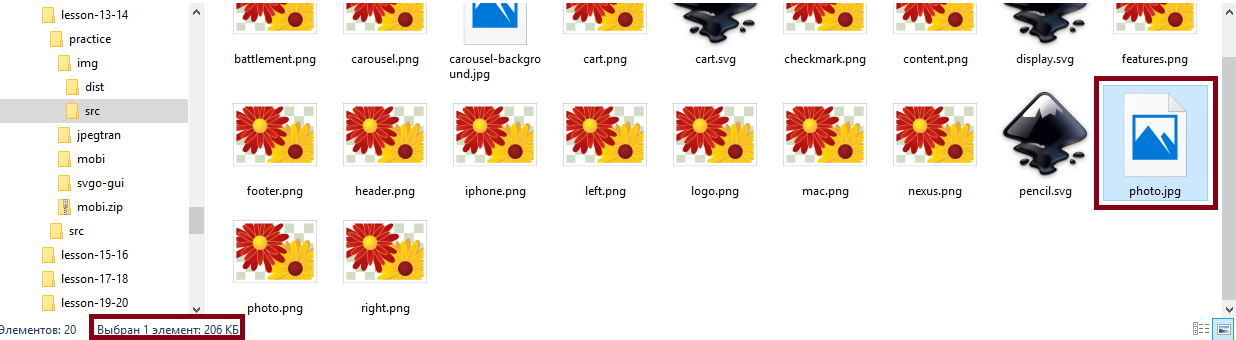 lesson-13-14
practice
img
dist
src
jpegtran
mobi
svgo-gui
mobi.zip
src
lesson-15-16
lesson-17-18
lesson-19-20
battlement.png
carousel.png
carousel-backgro
und.jpg
cart.png
cart.svg
checkmark.png
content.png
display.svg
features.png
footer.png
header.png
iphone.png
left.png
logo.png
mac.png
nexus.png
pencil.svg
photo.jpg
photo.png
right.png
Элементов: 20
Выбран 1 элемент: 206 КБ